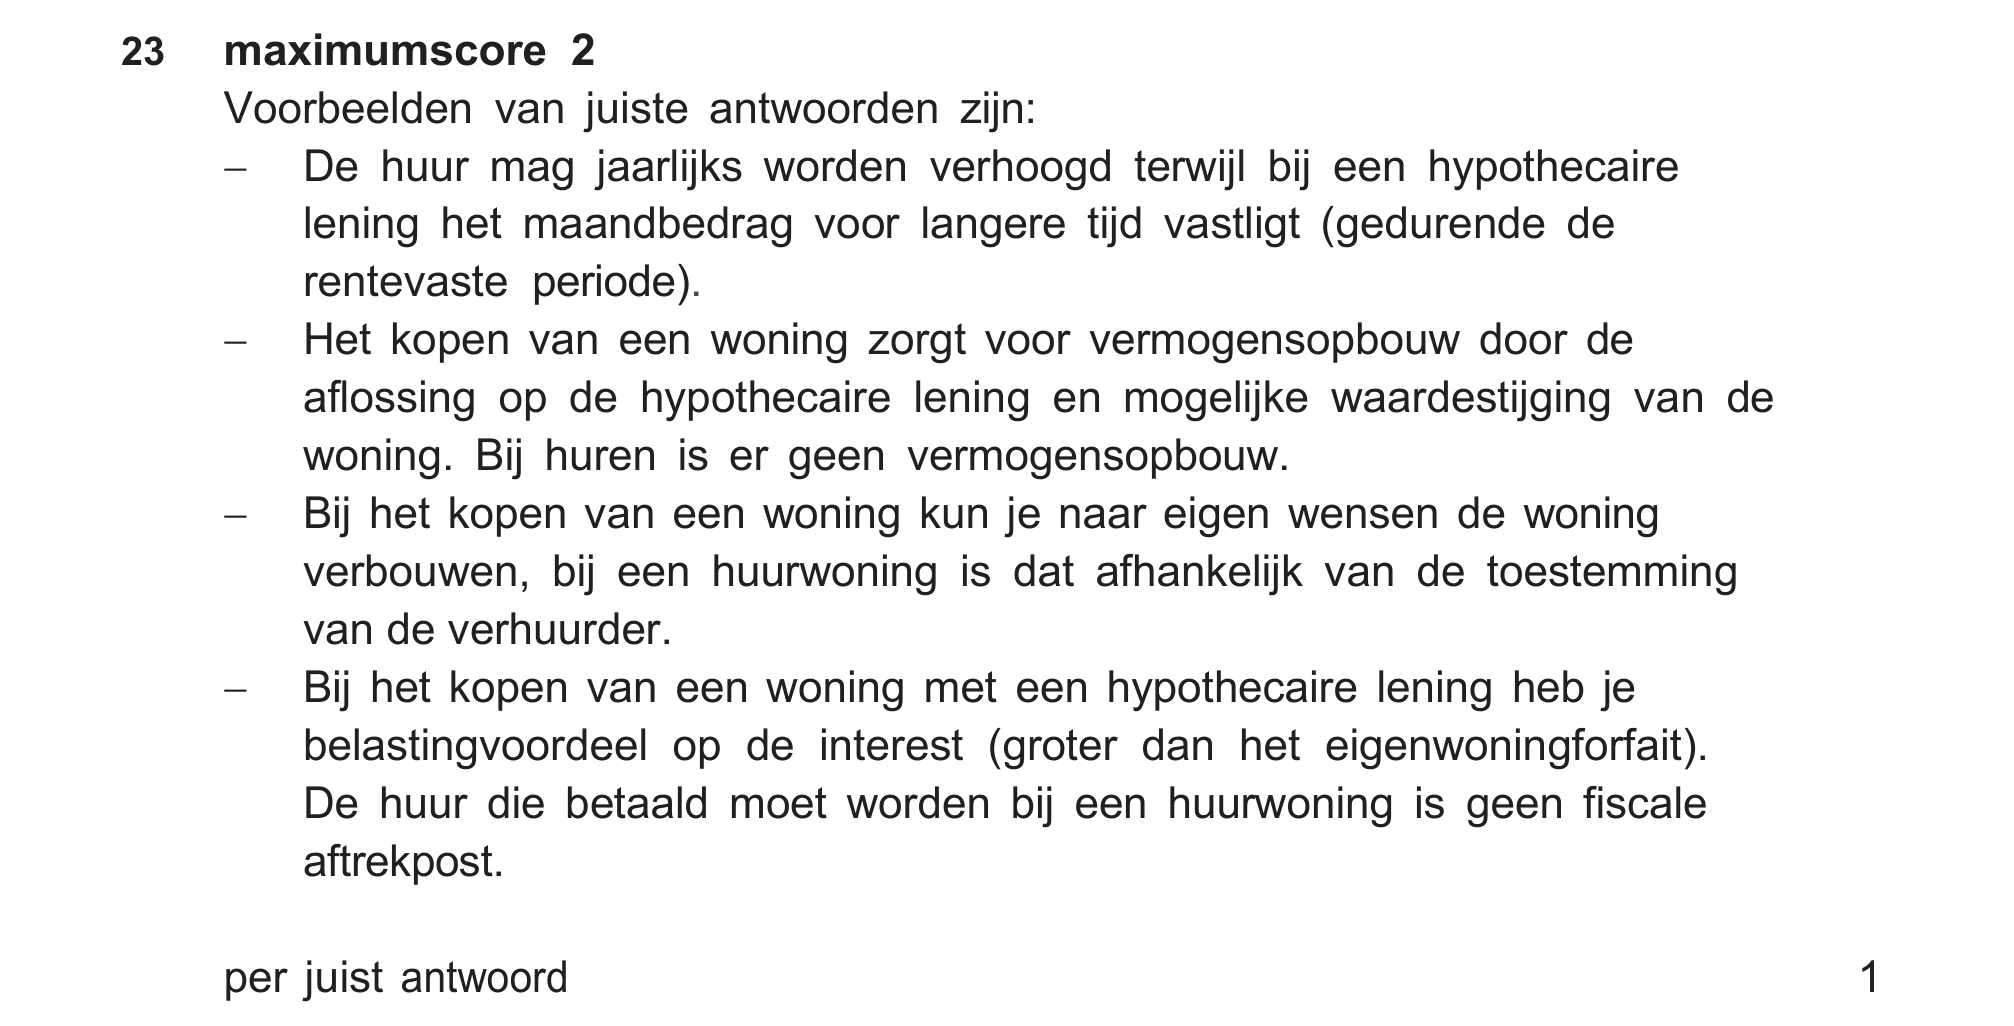 23 maximumscore 2
Voorbeelden van juiste antwoorden zijn:
– De huur mag jaarlijks worden verhoogd terwijl bij een hypothecaire
lening het maandbedrag voor langere tijd vastligt (gedurende de
rentevaste periode).
– Het kopen van een woning zorgt voor vermogensopbouw door de
aflossing op de hypothecaire lening en mogelijke waardestijging van de
woning. Bij huren is er geen vermogensopbouw.
– Bij het kopen van een woning kun je naar eigen wensen de woning
verbouwen, bij een huurwoning is dat afhankelijk van de toestemming
van de verhuurder.
– Bij het kopen van een woning met een hypothecaire lening heb je
belastingvoordeel op de interest (groter dan het eigenwoningforfait).
De huur die betaald moet worden bij een huurwoning is geen fiscale
aftrekpost.
per juist antwoord 1